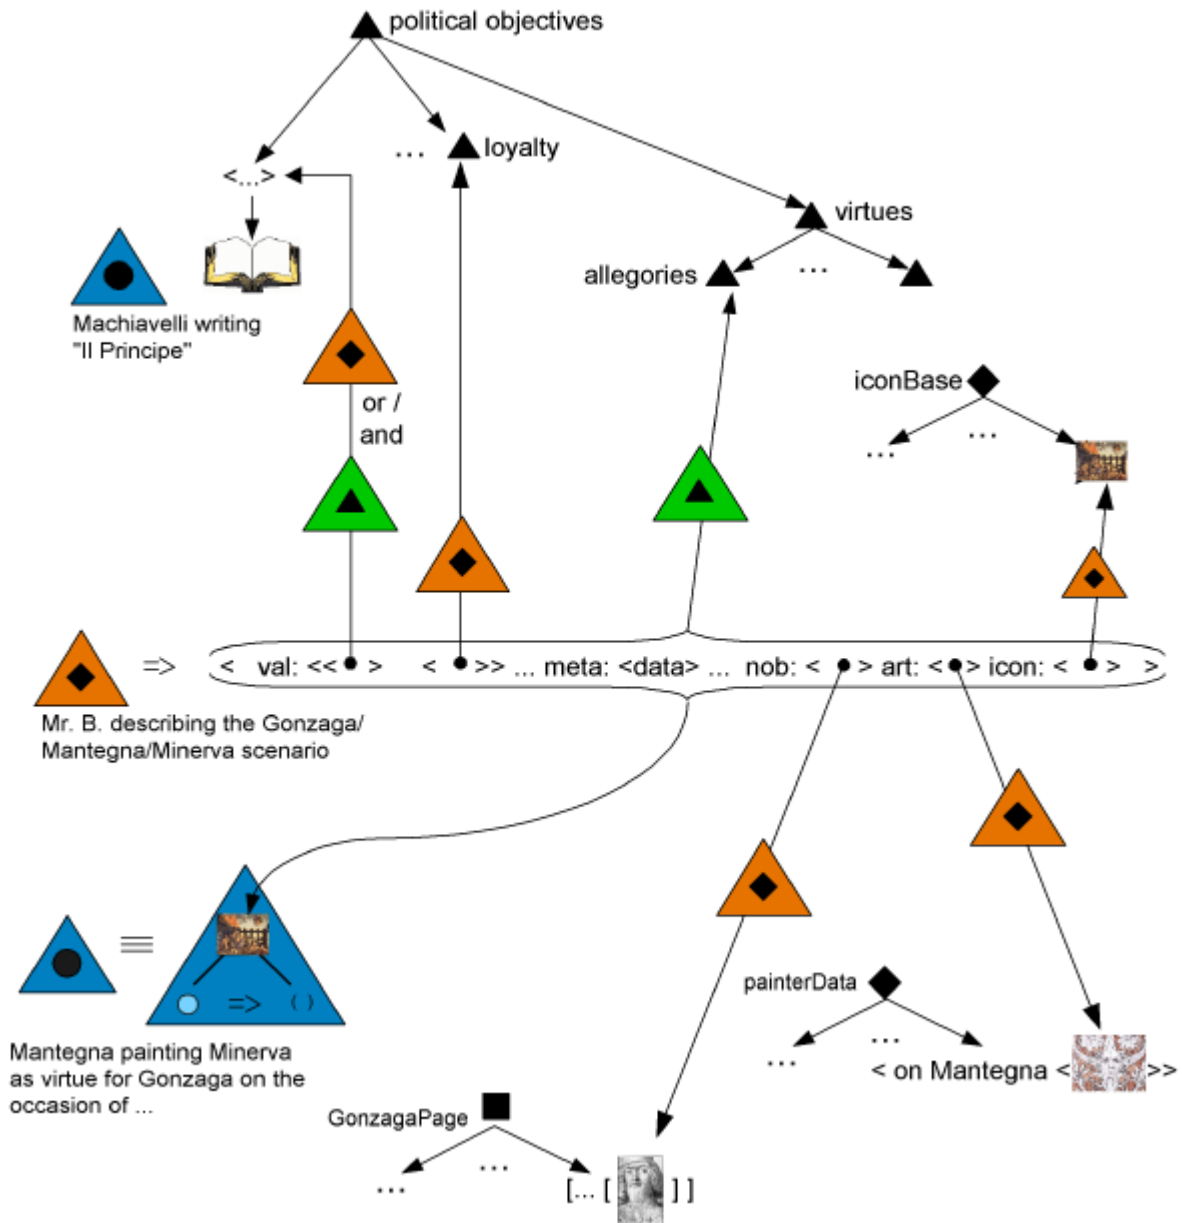 political objectives
... loyalty
<...>
virtues
allegories
...
Machiavelli writing
"Il Principe"
iconBase
...
...
or /
and
=> < val: << > < >> ... meta: <data> ... nob: < > art: < > icon: < > >
Mr. B. describing the Gonzaga/
Mantegna/Minerva scenario
=> ( )
painterData
...
...
< on Mantegna < >>
Mantegna painting Minerva
as virtue for Gonzaga on the
occasion of ...
GonzagaPage
...
...
[... [ ] ]